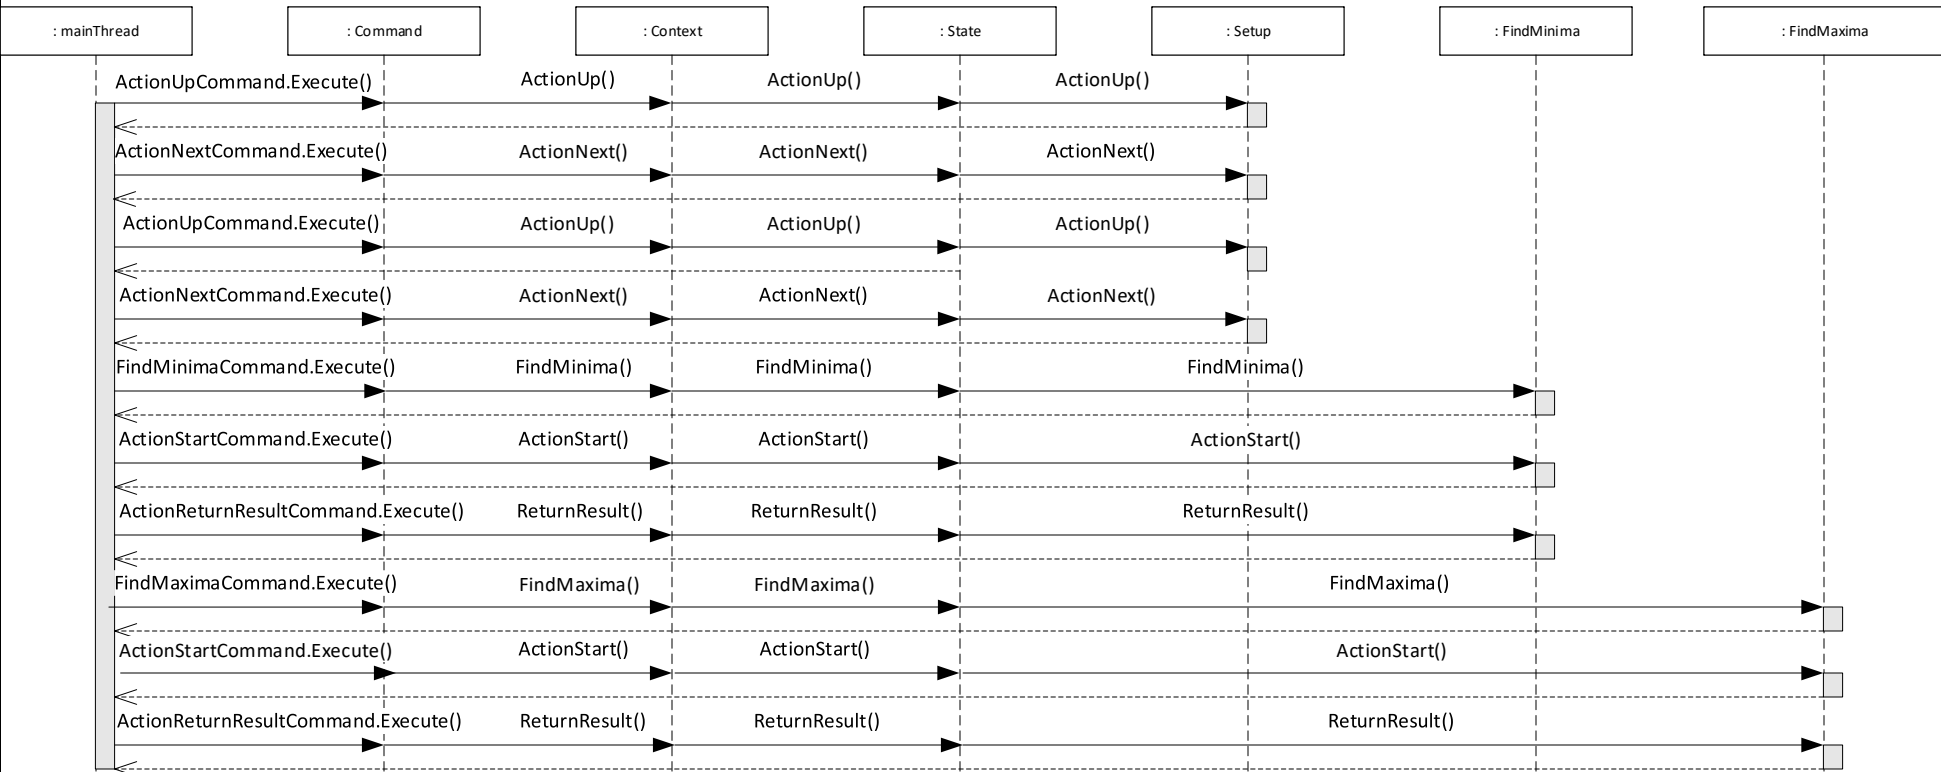 : mainThread
: Command
: Context
: State
: Setup
: FindMinima
: FindMaxima
ActionUpCommand.Execute()
ActionUp()
ActionUp()
ActionUp()
ActionNextCommand.Execute()
ActionNext()
ActionNext()
ActionNext()
ActionUpCommand.Execute()
ActionUp()
ActionUp()
ActionUp()
ActionNextCommand.Execute()
ActionNext()
ActionNext()
ActionNext()
FindMinimaCommand.Execute()
FindMinima()
FindMinima()
FindMinima()
ActionStartCommand.Execute()
ActionStart()
ActionStart()
ActionStart()
ActionReturnResultCommand.Execute()
ReturnResult()
ReturnResult()
ReturnResult()
FindMaximaCommand.Execute()
FindMaxima()
FindMaxima()
FindMaxima()
ActionStartCommand.Execute()
ActionStart()
ActionStart()
ActionStart()
ActionReturnResultCommand.Execute()
ReturnResult()
ReturnResult()
ReturnResult()